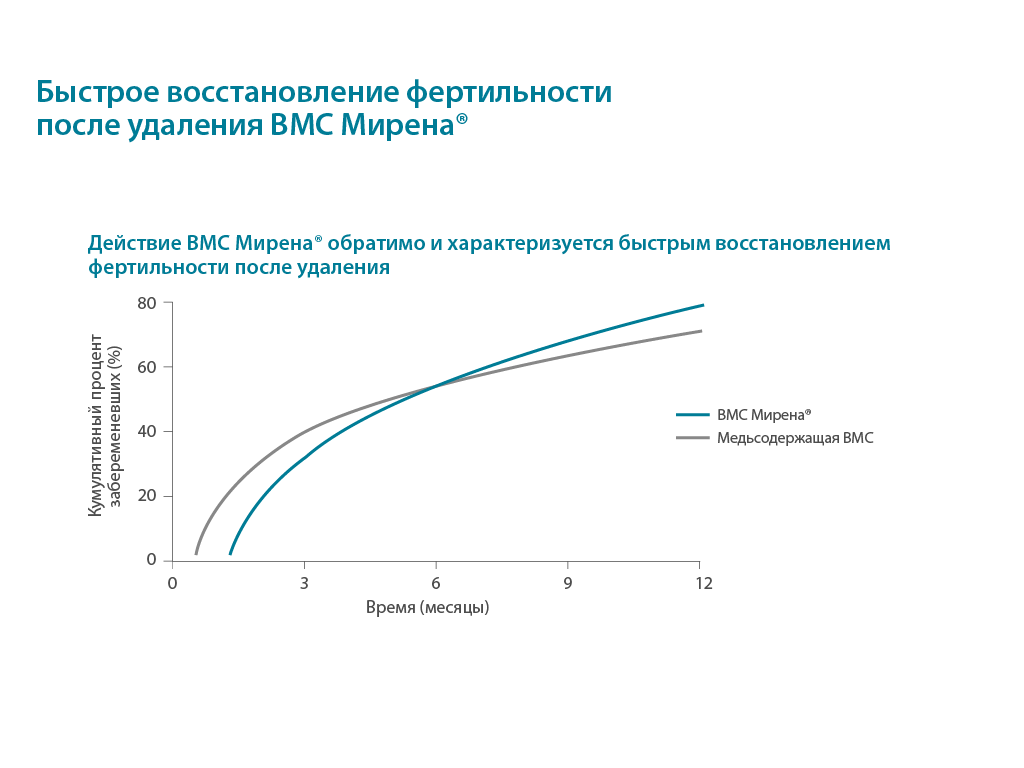 Быстрое восстановление фертильности
после удаления ВМС Мирена®
Действие ВМС Мирена® обратимо и характеризуется быстрым восстановлением
фертильности после удаления
Кумулятивный процент
забеременевших (%)
80
60
40
20
0
0
3
6
9
12
Время (месяцы)
ВМС Мирена®
Медьсодержащая ВМС